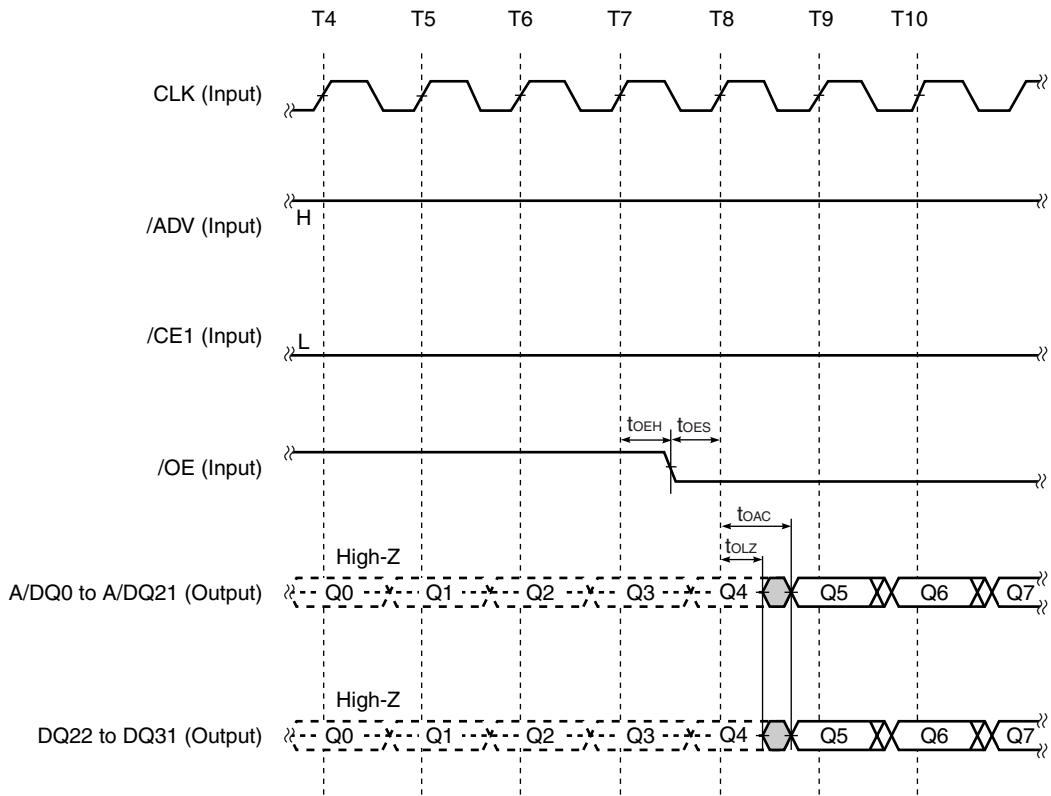 T4 T5 T6 T7 T8 T9 T10
CLK (Input)
/ADV (Input) H
/CE1 (Input) L
tOEH tOES
/OE (Input)
tOAC
tOLZ
High-Z
A/DQ0 to A/DQ21 (Output) Q0 Q1 Q2 Q3 Q4 Q5 Q6 Q7
High-Z
DQ22 to DQ31 (Output) Q0 Q1 Q2 Q3 Q4 Q5 Q6 Q7